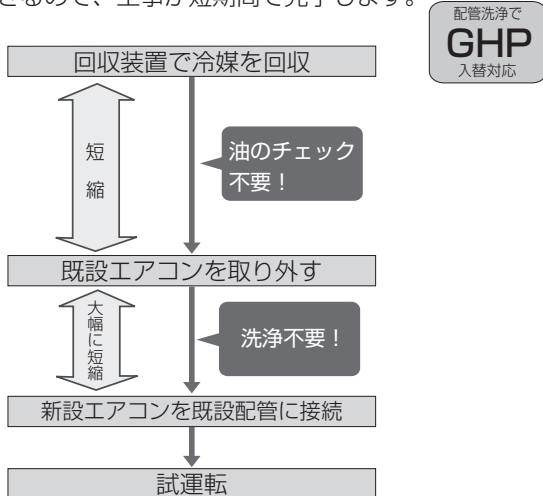 で、工事が短期間で完了します。
配管洗浄で
GHP
入替対応
回収装置で冷媒を回収
短縮
油のチェック
不要！
既設エアコンを取り外す
大幅に短縮
洗浄不要！
新設エアコンを既設配管に接続
試運転